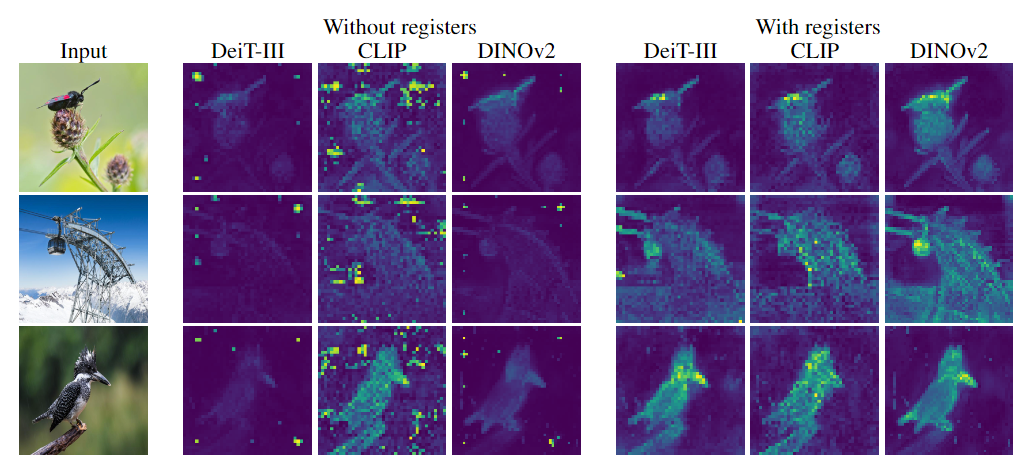 Without registers With registers
Input DeiT-III CLIP DINOv2 DeiT-III CLIP DINOv2